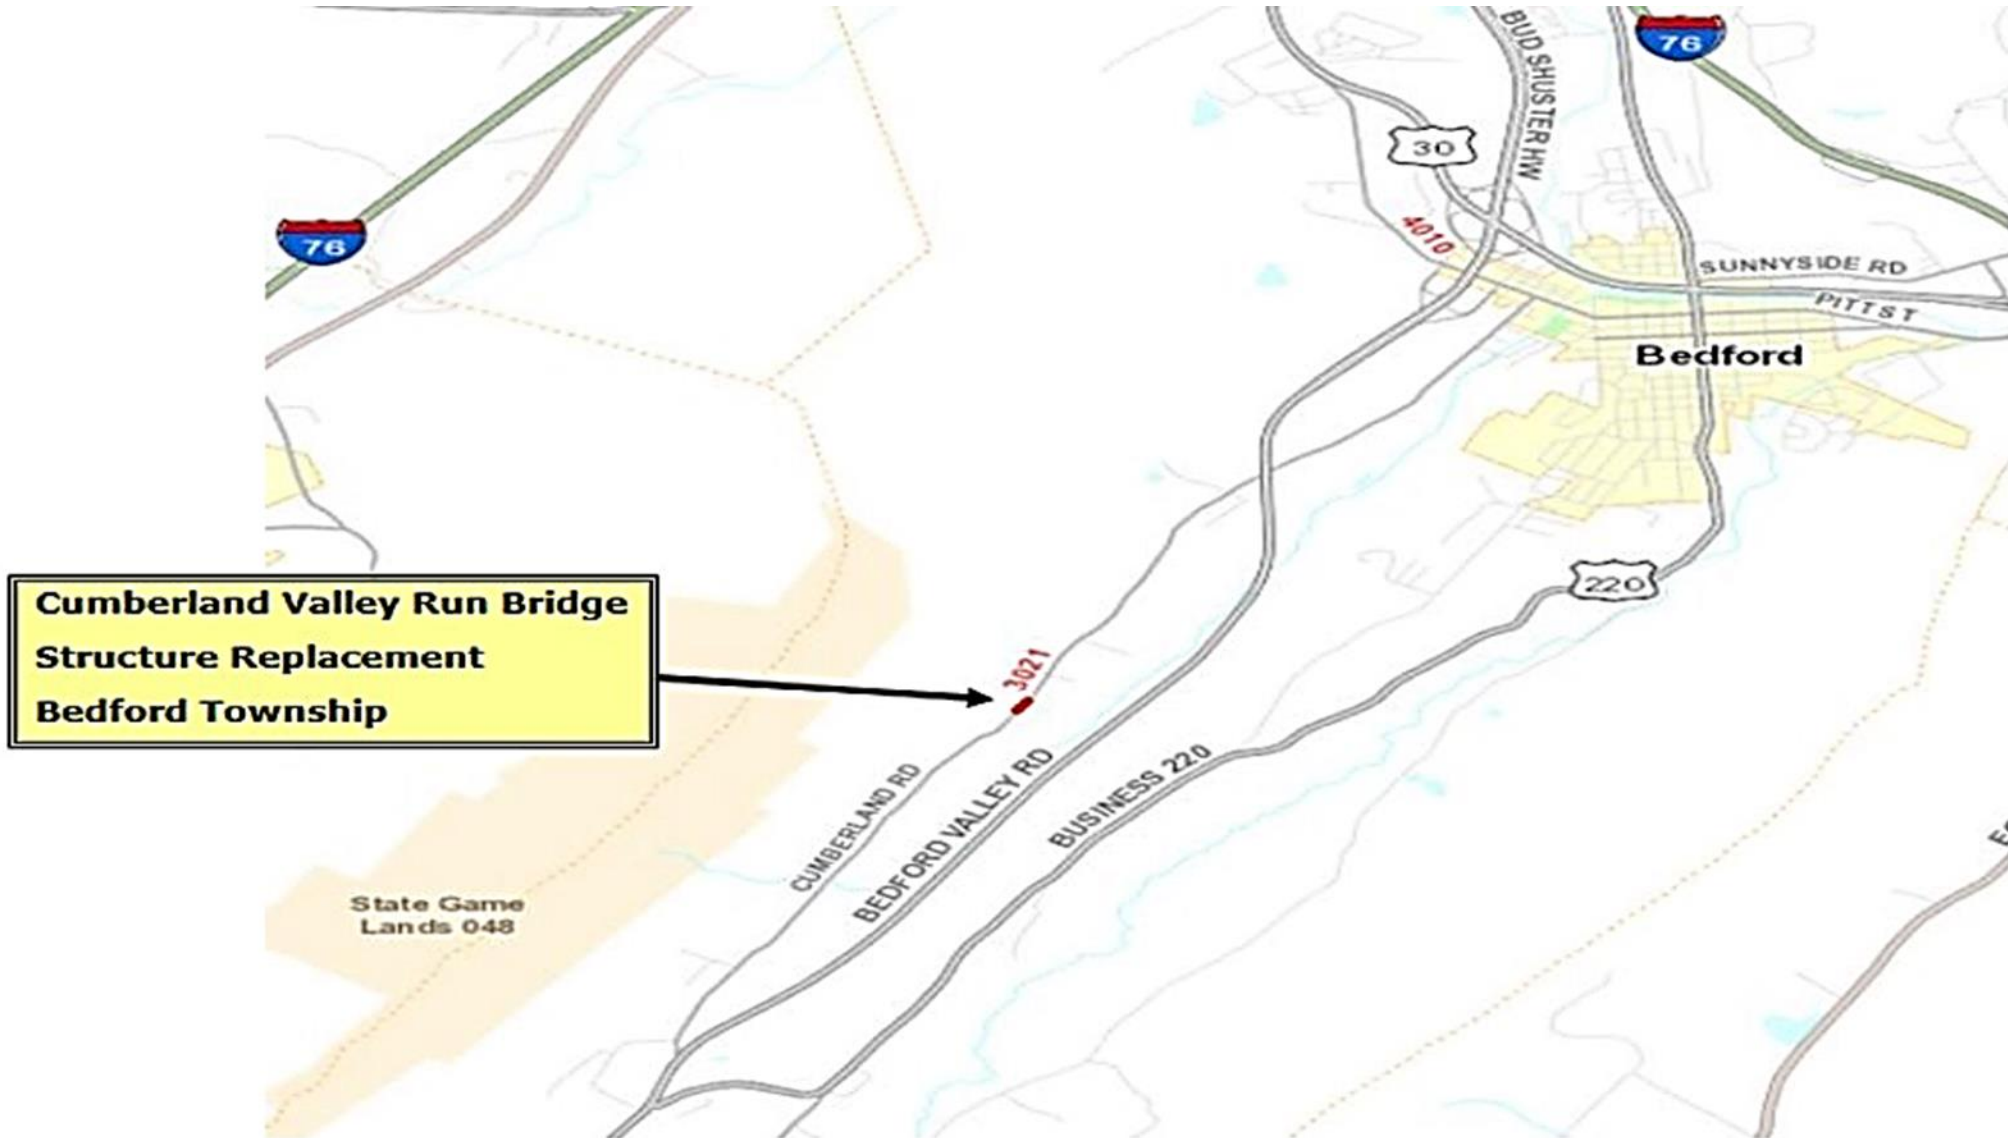 76
BUD SHUSTER HW
30
76
4010
SUNNYSIDE RD
PITT ST
Bedford
220
Cumberland Valley Run Bridge
Structure Replacement
Bedford Township
3021
CUMBERLAND RD
BEDFORD VALLEY RD
BUSINESS 220
State Game
Lands 048